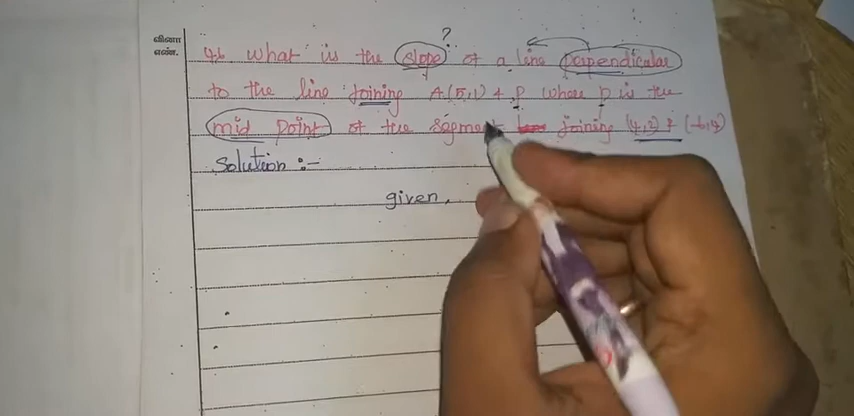 வினா
எண்.
?
46 What is the slope of a line perpendicular
to the line joining A(5,1) & P where p is the
mid point of the segment joining (4,2) & (-6,4)
Solution :-
given,